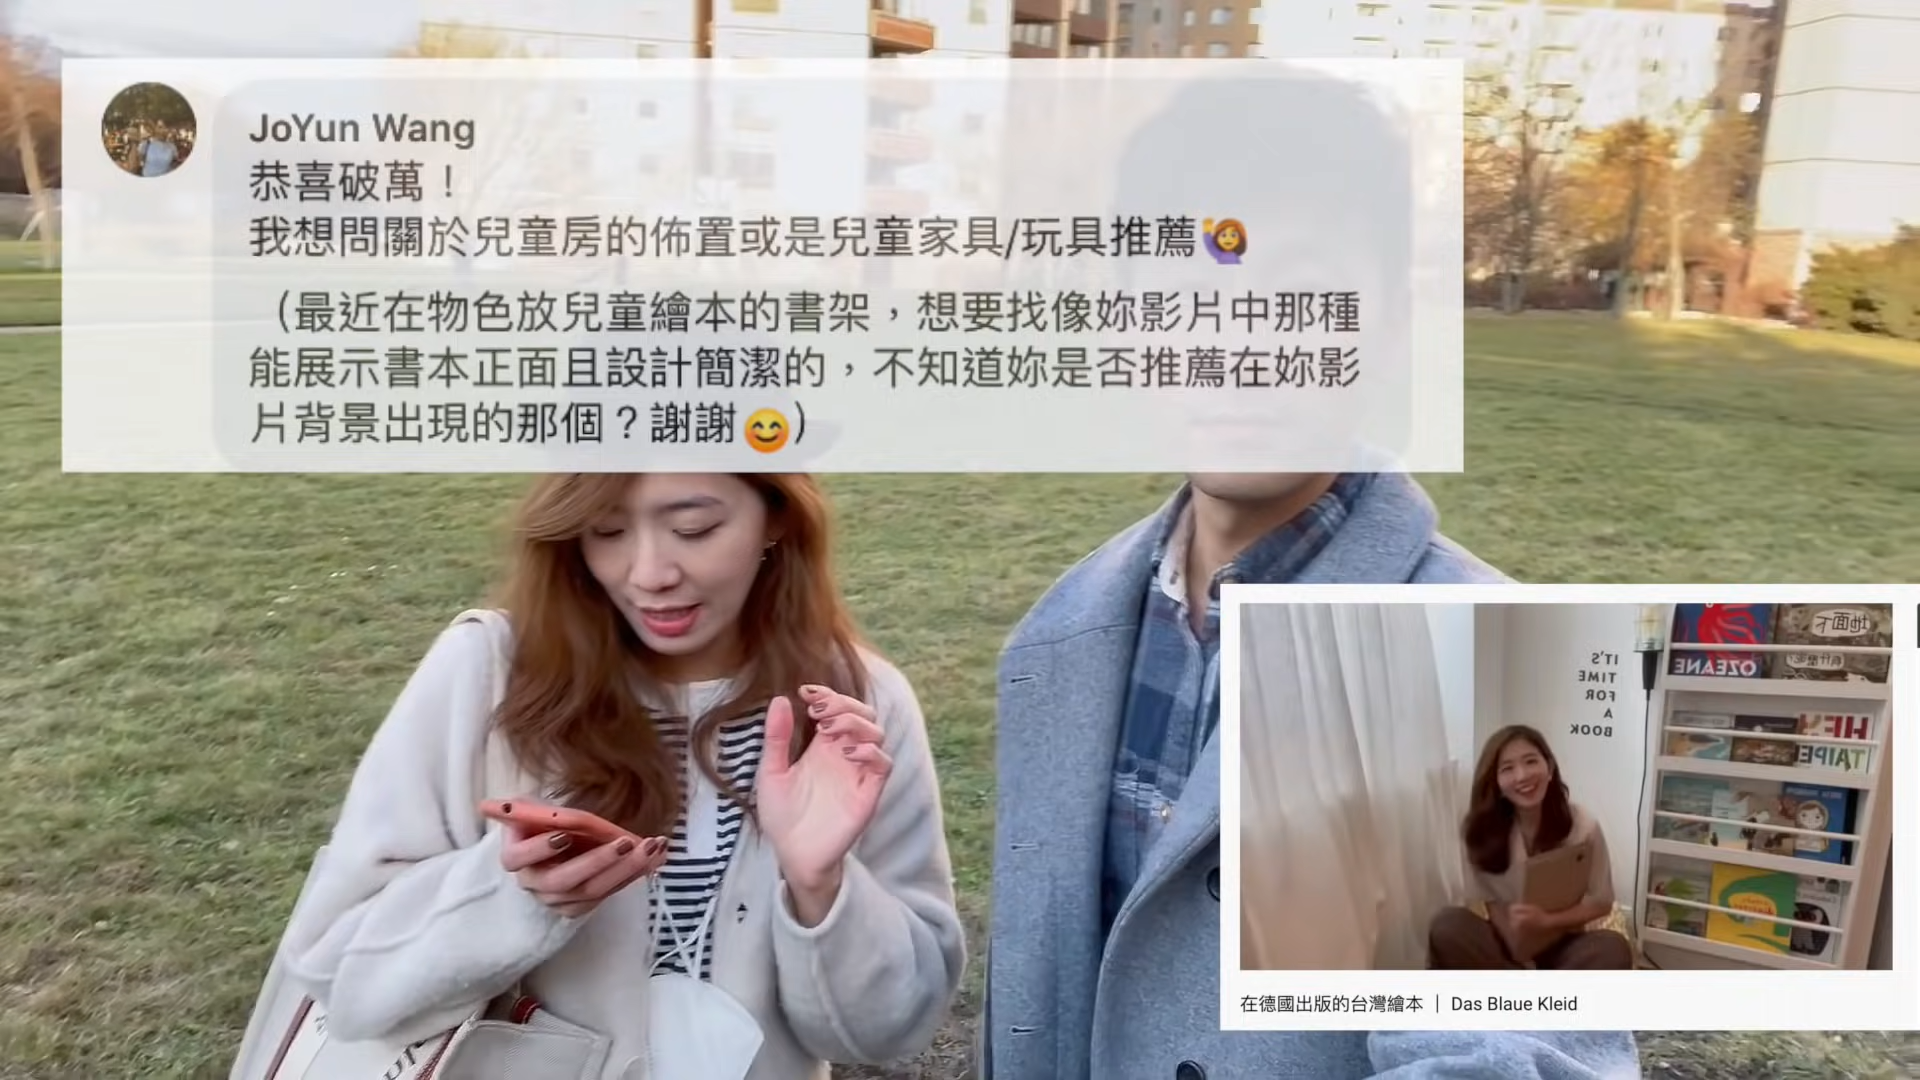 JoYun Wang
恭喜破萬！
我想問關於兒童房的佈置或是兒童家具/玩具推薦🙋‍♀️
（最近在物色放兒童繪本的書架，想要找像妳影片中那種
能展示書本正面且設計簡潔的，不知道妳是否推薦在妳影
片背景出現的那個？謝謝😊）
IT'S
TIME
FOR
A
BOOK
OZEANE
地面下
有什麼呢?
HEY
TAIPEI
在德國出版的台灣繪本 | Das Blaue Kleid